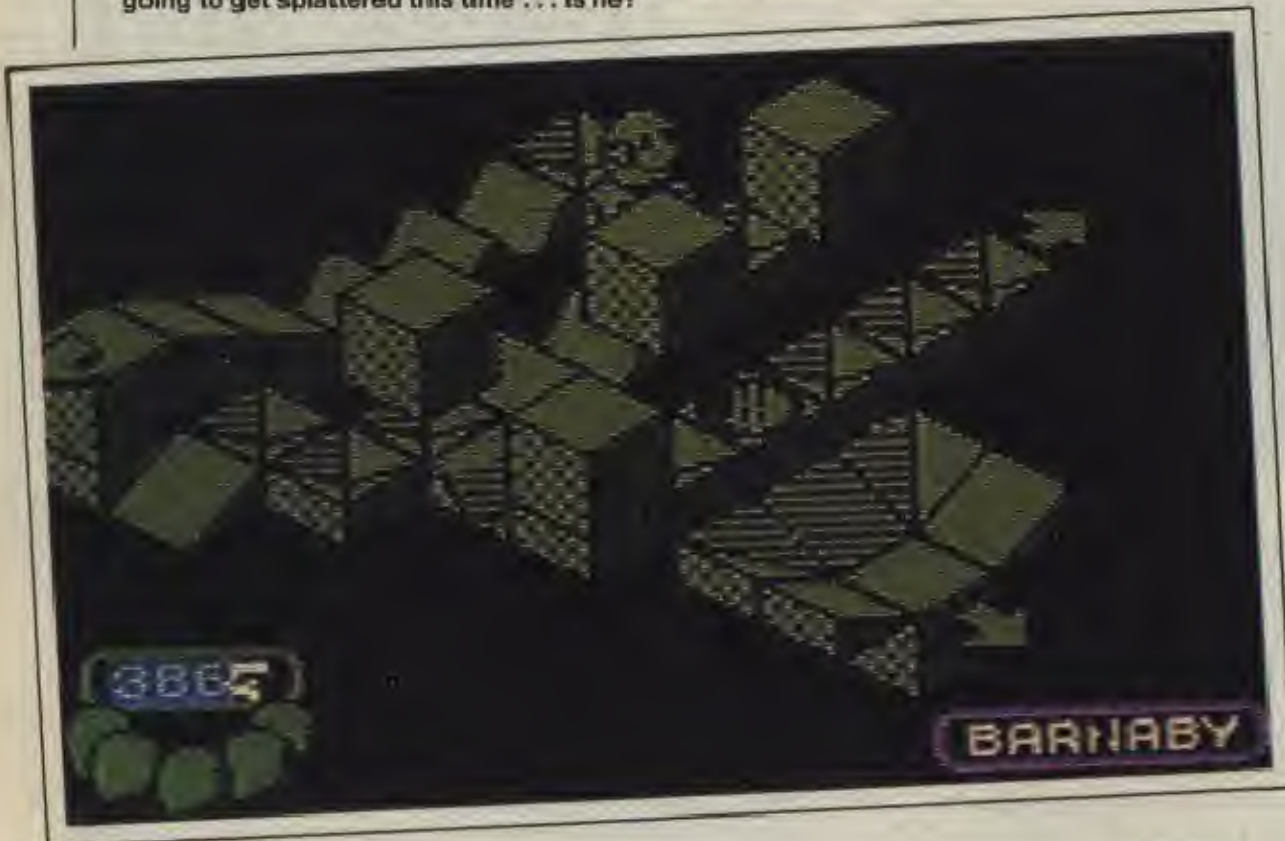 going to get splattered this time . . . is he?
BARNABY